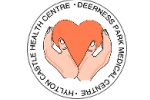 HYLTON CASTLE HEALTH CENTRE · DEERNESS PARK MEDICAL CENTRE ·